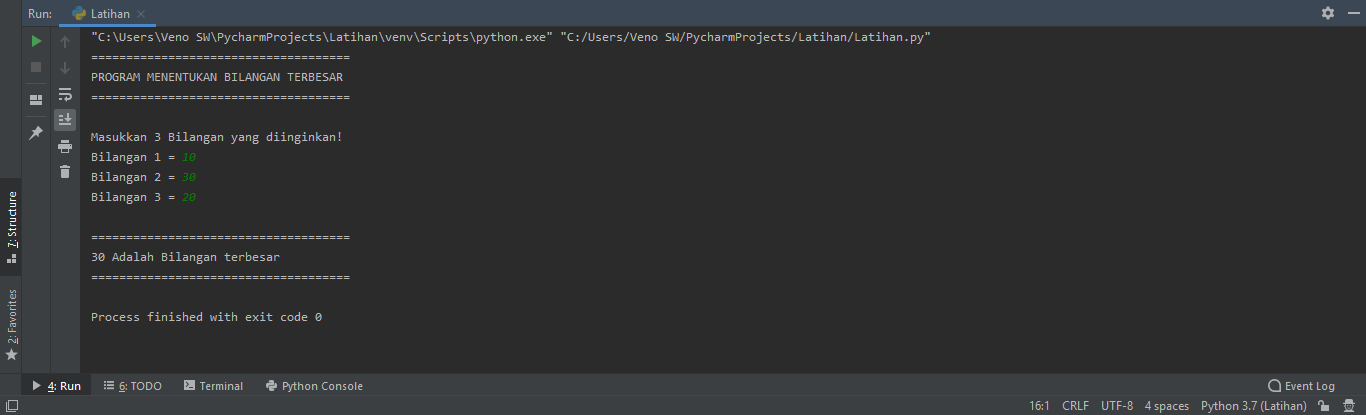 Run: Latihan
"C:\Users\Veno SW\PycharmProjects\Latihan\venv\Scripts\python.exe" "C:/Users/Veno SW/PycharmProjects/Latihan/Latihan.py"
=====================================
PROGRAM MENENTUKAN BILANGAN TERBESAR
=====================================
Masukkan 3 Bilangan yang diinginkan!
Bilangan 1 = 10
Bilangan 2 = 30
Bilangan 3 = 20
=====================================
30 Adalah Bilangan terbesar
=====================================
Process finished with exit code 0
7: Structure
2: Favorites
4: Run 6: TODO Terminal Python Console Event Log
16:1 CRLF UTF-8 4 spaces Python 3.7 (Latihan)